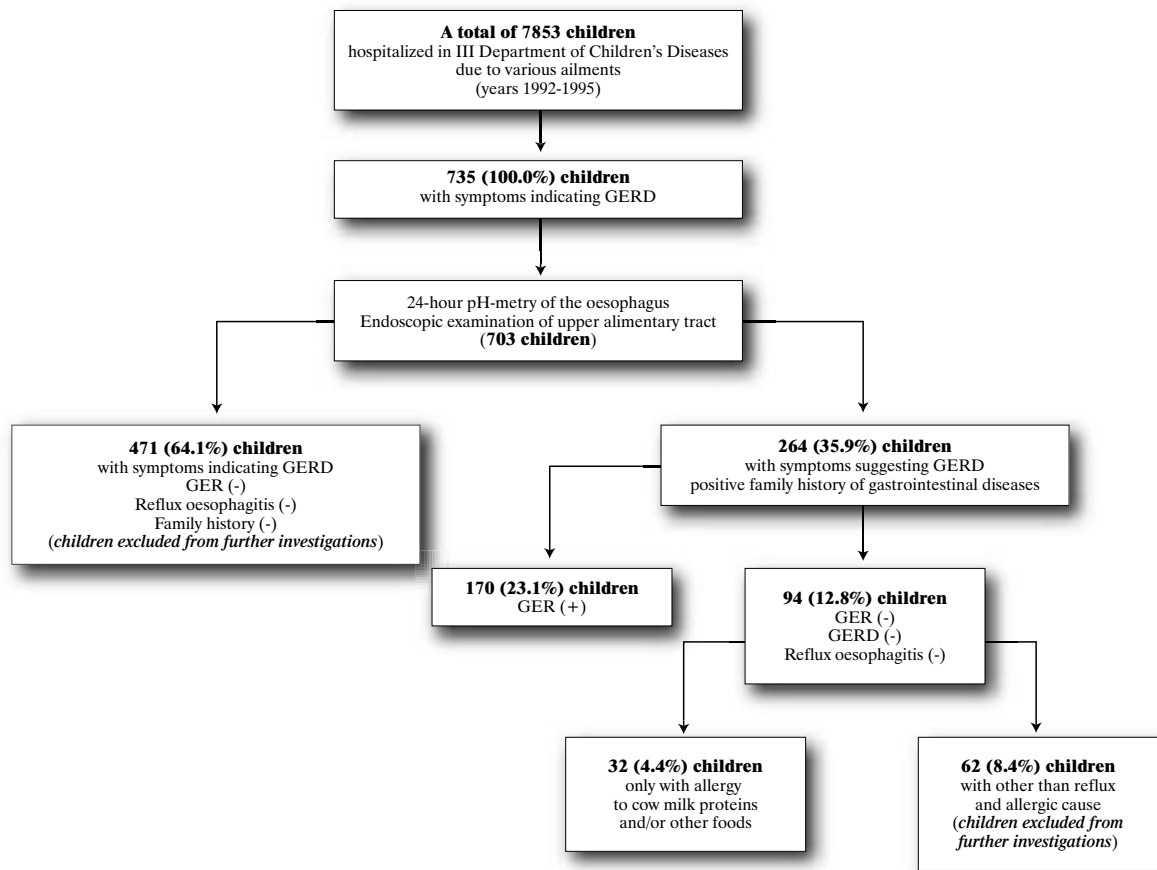 A total of 7853 children
hospitalized in III Department of Children's Diseases
due to various ailments
(years 1992-1995)
735 (100.0%) children
with symptoms indicating GERD
24-hour pH-metry of the oesophagus
Endoscopic examination of upper alimentary tract
(703 children)
471 (64.1%) children
with symptoms indicating GERD
GER (-)
Reflux oesophagitis (-)
Family history (-)
(children excluded from further investigations)
264 (35.9%) children
with symptoms suggesting GERD
positive family history of gastrointestinal diseases
170 (23.1%) children
GER (+)
94 (12.8%) children
GER (-)
GERD (-)
Reflux oesophagitis (-)
32 (4.4%) children
only with allergy
to cow milk proteins
and/or other foods
62 (8.4%) children
with other than reflux
and allergic cause
(children excluded from
further investigations)